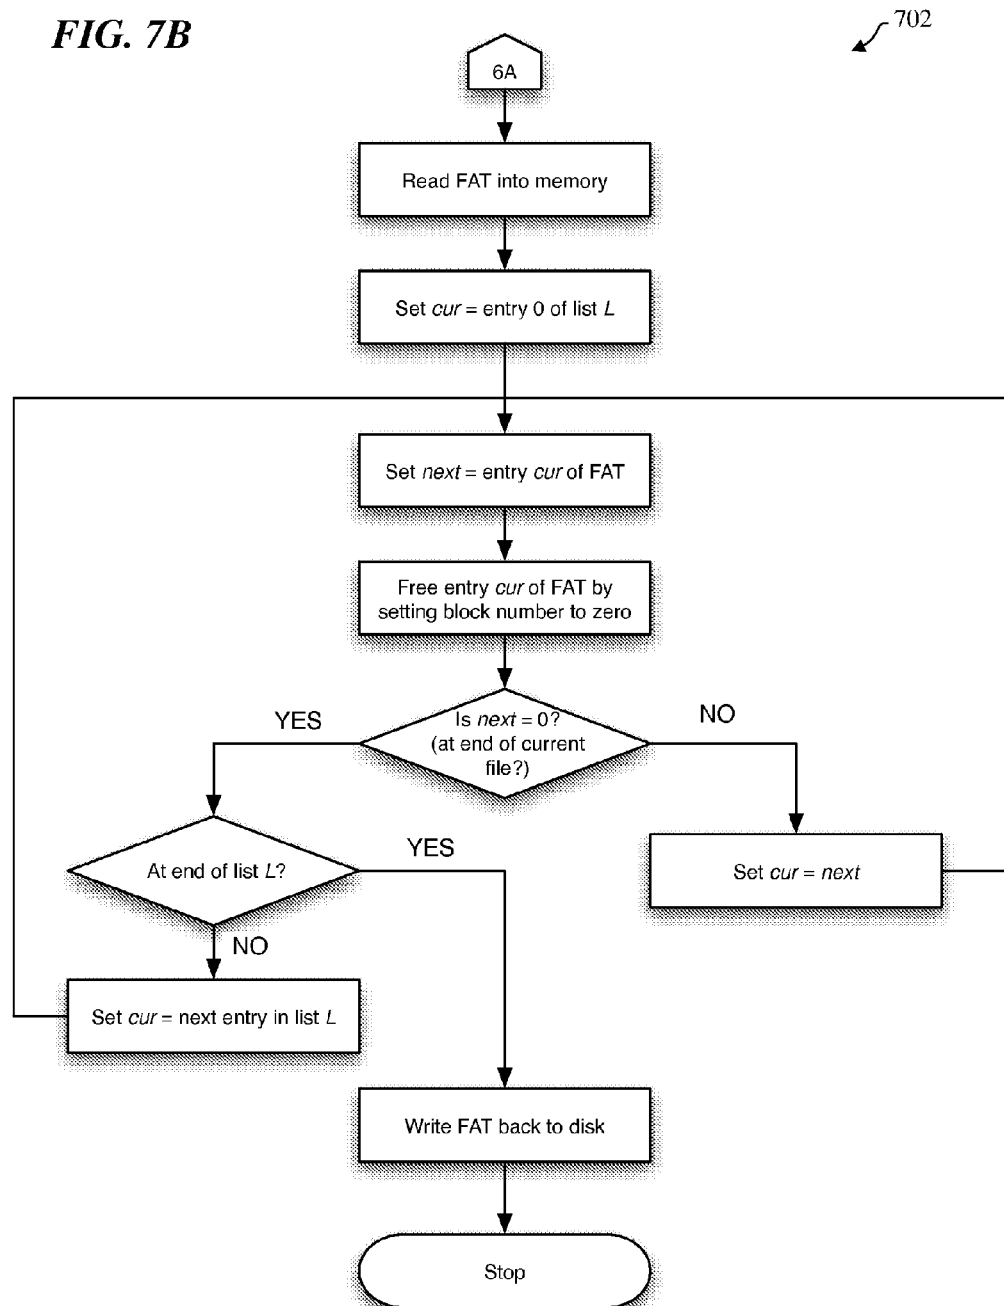 FIG. 7B
702
6A
Read FAT into memory
Set cur = entry 0 of list L
Set next = entry cur of FAT
Free entry cur of FAT by
setting block number to zero
YES
Is next = 0?
(at end of current
file?)
NO
At end of list L?
YES
Set cur = next
NO
Set cur = next entry in list L
Write FAT back to disk
Stop